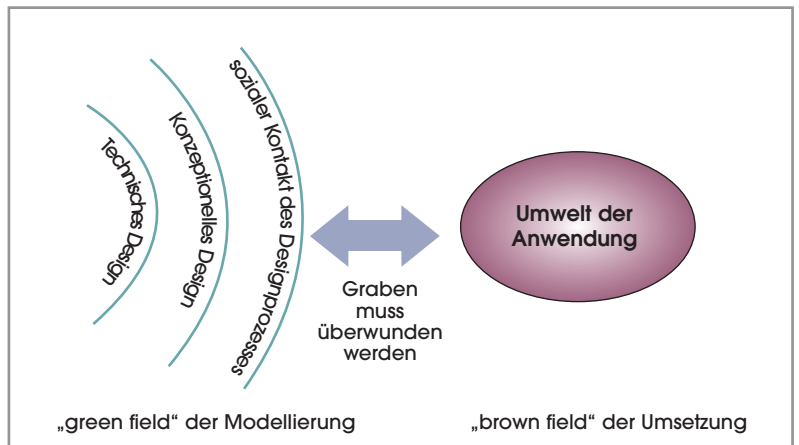 Technisches Design
Konzeptionelles Design
sozialer Kontakt des Designprozesses
Graben
muss
überwunden
werden
Umwelt der
Anwendung
„green field“ der Modellierung
„brown field“ der Umsetzung